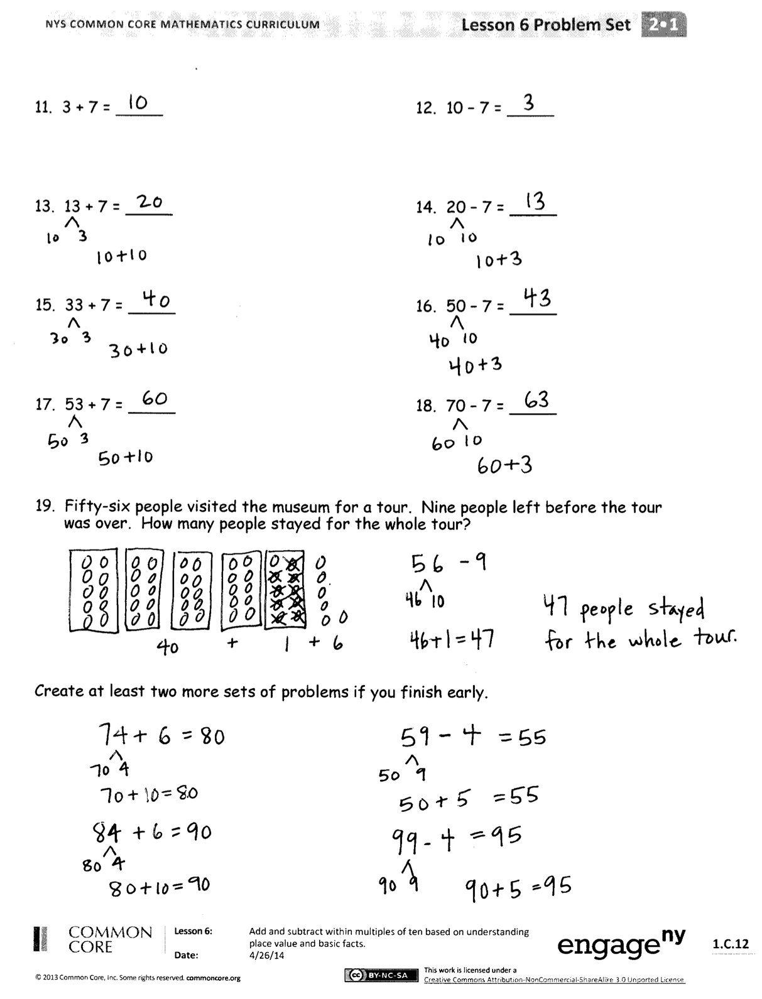 NYS COMMON CORE MATHEMATICS CURRICULUM
Lesson 6 Problem Set 2•1
11. 3 + 7 = 10
12. 10 - 7 = 3
13. 13 + 7 = 20
10 3
10+10
14. 20 - 7 = 13
10 10
10+3
15. 33 + 7 = 40
30 3
30+10
16. 50 - 7 = 43
40 10
40+3
17. 53 + 7 = 60
50 3
50+10
18. 70 - 7 = 63
60 10
60+3
19. Fifty-six people visited the museum for a tour. Nine people left before the tour
was over. How many people stayed for the whole tour?
40 + 1 + 6
56 - 9
46 10
46+1=47
47 people stayed
for the whole tour.
Create at least two more sets of problems if you finish early.
74 + 6 = 80
70 4
70+10=80
84 + 6 = 90
80 4
80+10=90
59 - 4 = 55
50 9
50+5 =55
99 - 4 = 95
90 9
90+5=95
COMMON
CORE
Lesson 6:
Add and subtract within multiples of ten based on understanding
place value and basic facts.
Date:
4/26/14
engageny
1.C.12
© 2013 Common Core, Inc. Some rights reserved. commoncore.org
cc BY-NC-SA
This work is licensed under a
Creative Commons Attribution-NonCommercial-ShareAlike 3.0 Unported License